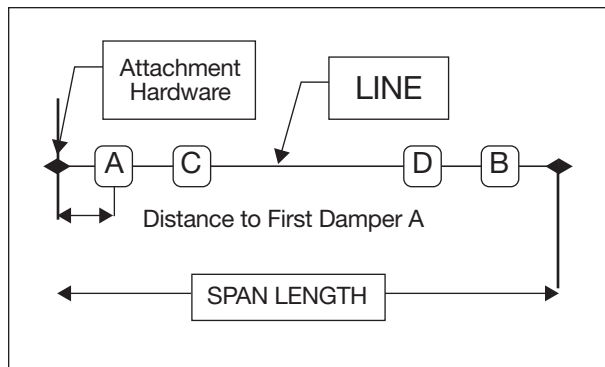 Attachment
Hardware
LINE
A
C
D
B
Distance to First Damper A
SPAN LENGTH